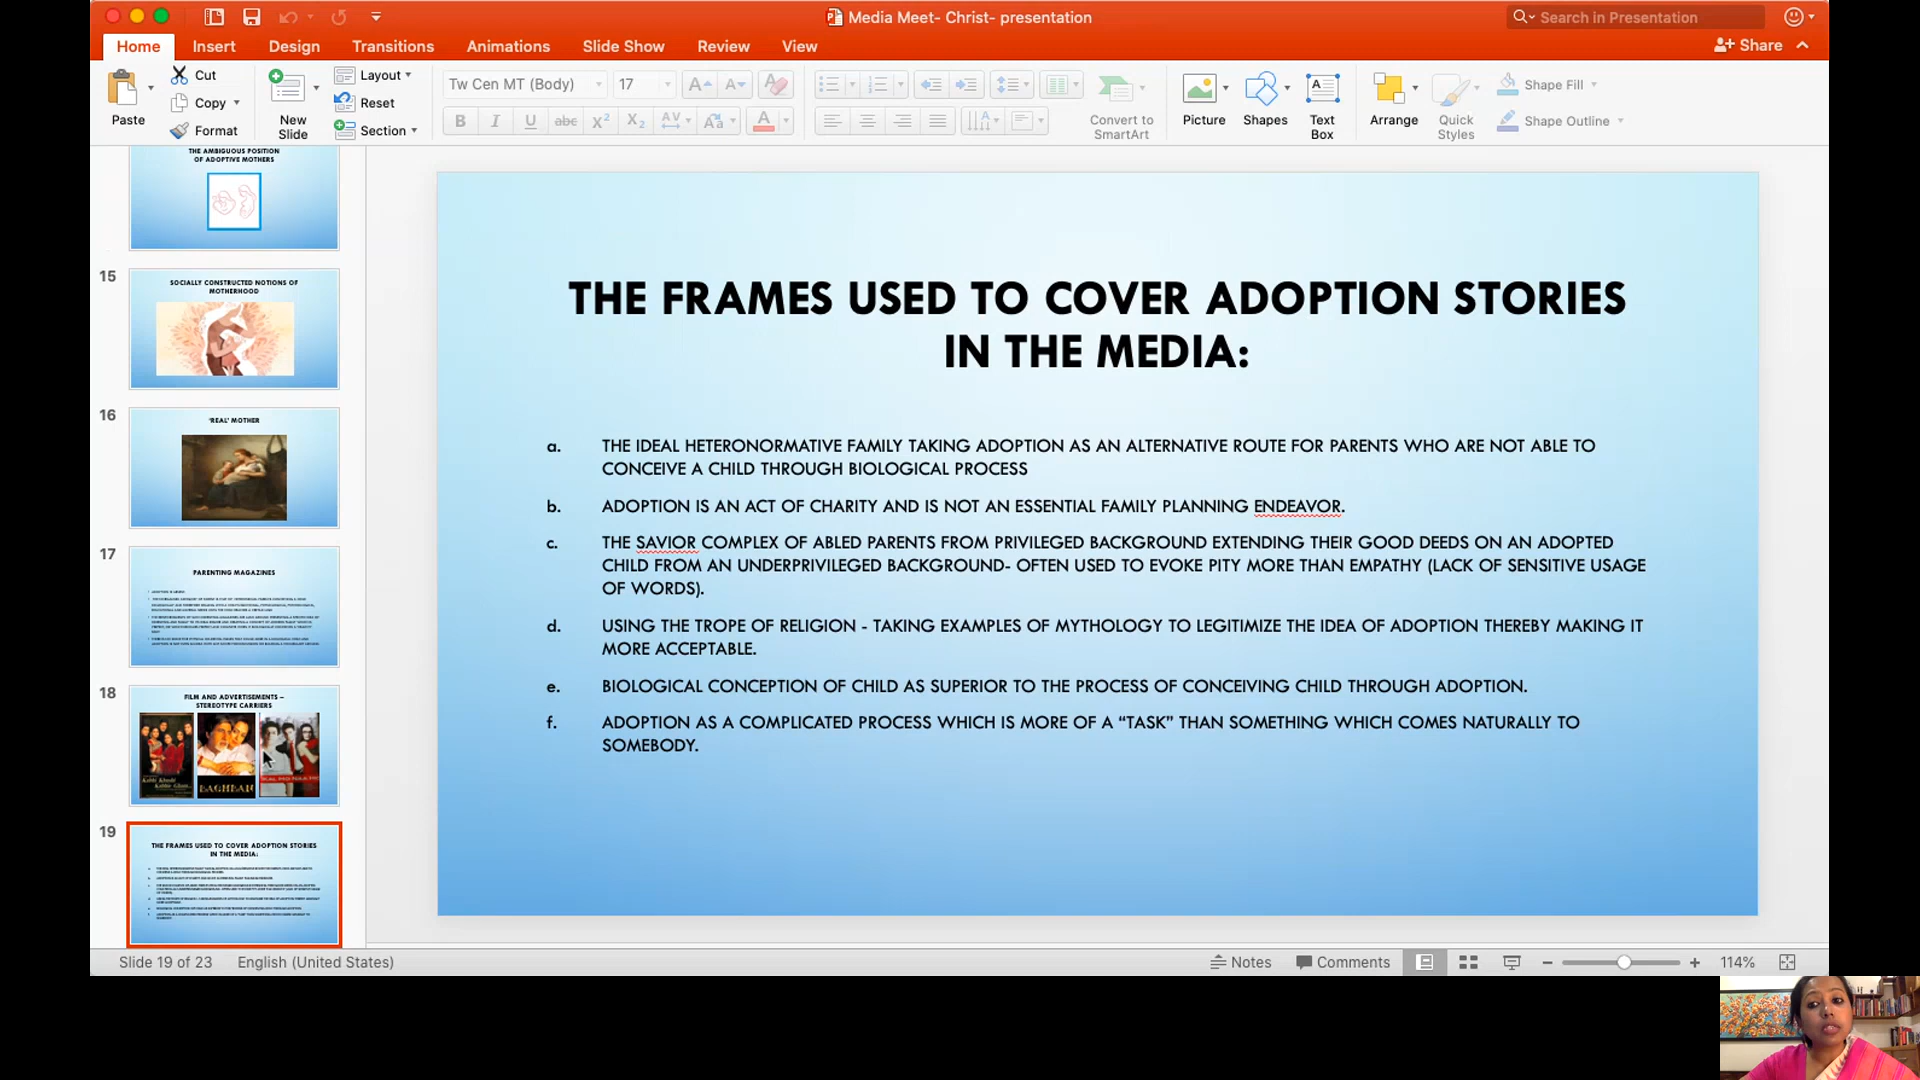 Media Meet- Christ- presentation
Search in Presentation
Home Insert Design Transitions Animations Slide Show Review View
Share
Paste
Cut
Copy
Format
New Slide
Layout
Reset
Section
Tw Cen MT (Body) 17
Convert to SmartArt
Picture
Shapes
Text Box
Arrange
Quick Styles
Shape Fill
Shape Outline
THE AMBIGUOUS POSITION
OF ADOPTIVE MOTHERS
15
SOCIALLY CONSTRUCTED NOTIONS OF
MOTHERHOOD
16
'REAL' MOTHER
17
PARENTING MAGAZINES
18
FILM AND ADVERTISEMENTS –
STEREOTYPE CARRIERS
BAGHBAN
19
THE FRAMES USED TO COVER ADOPTION STORIES
IN THE MEDIA:
THE FRAMES USED TO COVER ADOPTION STORIES
IN THE MEDIA:
a. THE IDEAL HETERONORMATIVE FAMILY TAKING ADOPTION AS AN ALTERNATIVE ROUTE FOR PARENTS WHO ARE NOT ABLE TO
CONCEIVE A CHILD THROUGH BIOLOGICAL PROCESS
b. ADOPTION IS AN ACT OF CHARITY AND IS NOT AN ESSENTIAL FAMILY PLANNING ENDEAVOR.
c. THE SAVIOR COMPLEX OF ABLED PARENTS FROM PRIVILEGED BACKGROUND EXTENDING THEIR GOOD DEEDS ON AN ADOPTED
CHILD FROM AN UNDERPRIVILEGED BACKGROUND- OFTEN USED TO EVOKE PITY MORE THAN EMPATHY (LACK OF SENSITIVE USAGE
OF WORDS).
d. USING THE TROPE OF RELIGION - TAKING EXAMPLES OF MYTHOLOGY TO LEGITIMIZE THE IDEA OF ADOPTION THEREBY MAKING IT
MORE ACCEPTABLE.
e. BIOLOGICAL CONCEPTION OF CHILD AS SUPERIOR TO THE PROCESS OF CONCEIVING CHILD THROUGH ADOPTION.
f. ADOPTION AS A COMPLICATED PROCESS WHICH IS MORE OF A “TASK” THAN SOMETHING WHICH COMES NATURALLY TO
SOMEBODY.
Slide 19 of 23 English (United States)
Notes Comments 114%